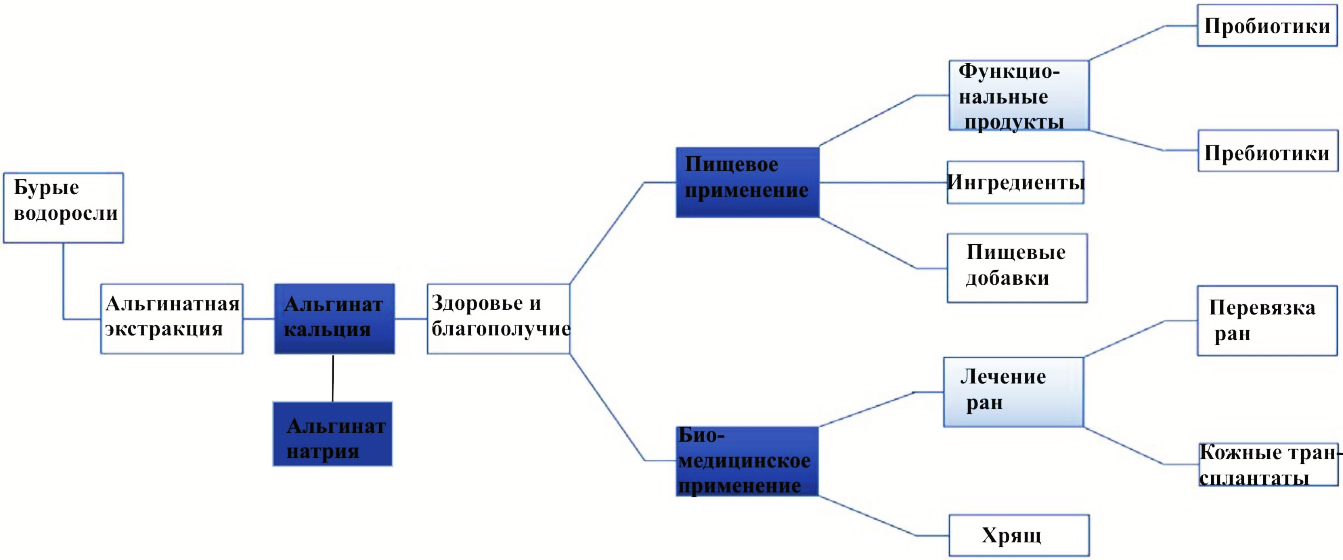 Бурые
водоросли
Альгинатная
экстракция
Альгинат
кальция
Альгинат
натрия
Здоровье и
благополучие
Пищевое
применение
Функцио-
нальные
продукты
Пробиотики
Пребиотики
Ингредиенты
Пищевые
добавки
Био-
медицинское
применение
Лечение
ран
Перевязка
ран
Кожные тран-
сплантаты
Хрящ